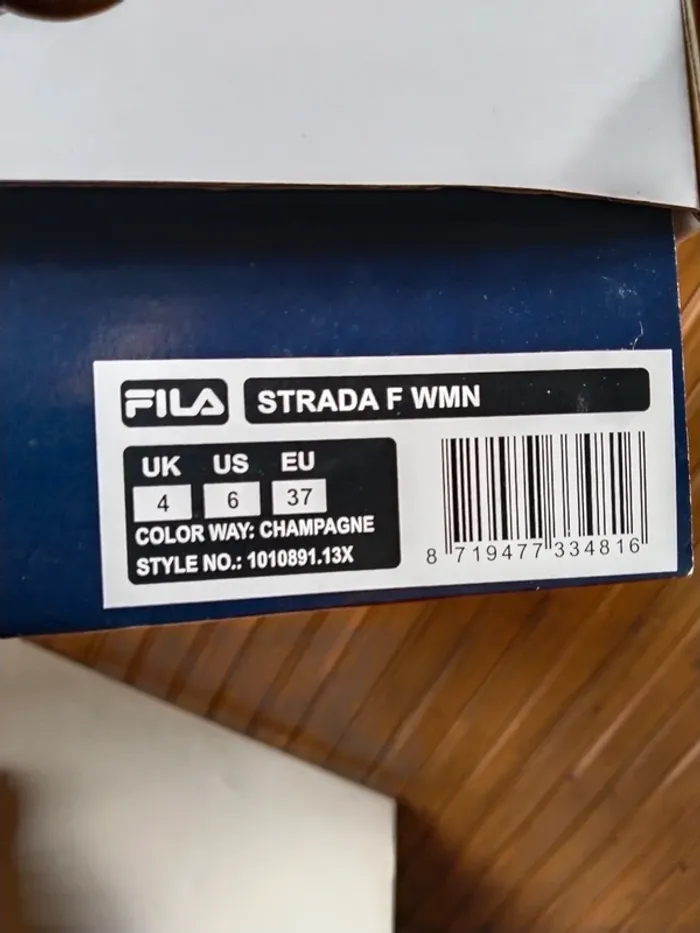 FILA STRADA F WMN
UK US EU
4 6 37
COLOR WAY: CHAMPAGNE
STYLE NO.: 1010891.13X
8 719477 334816